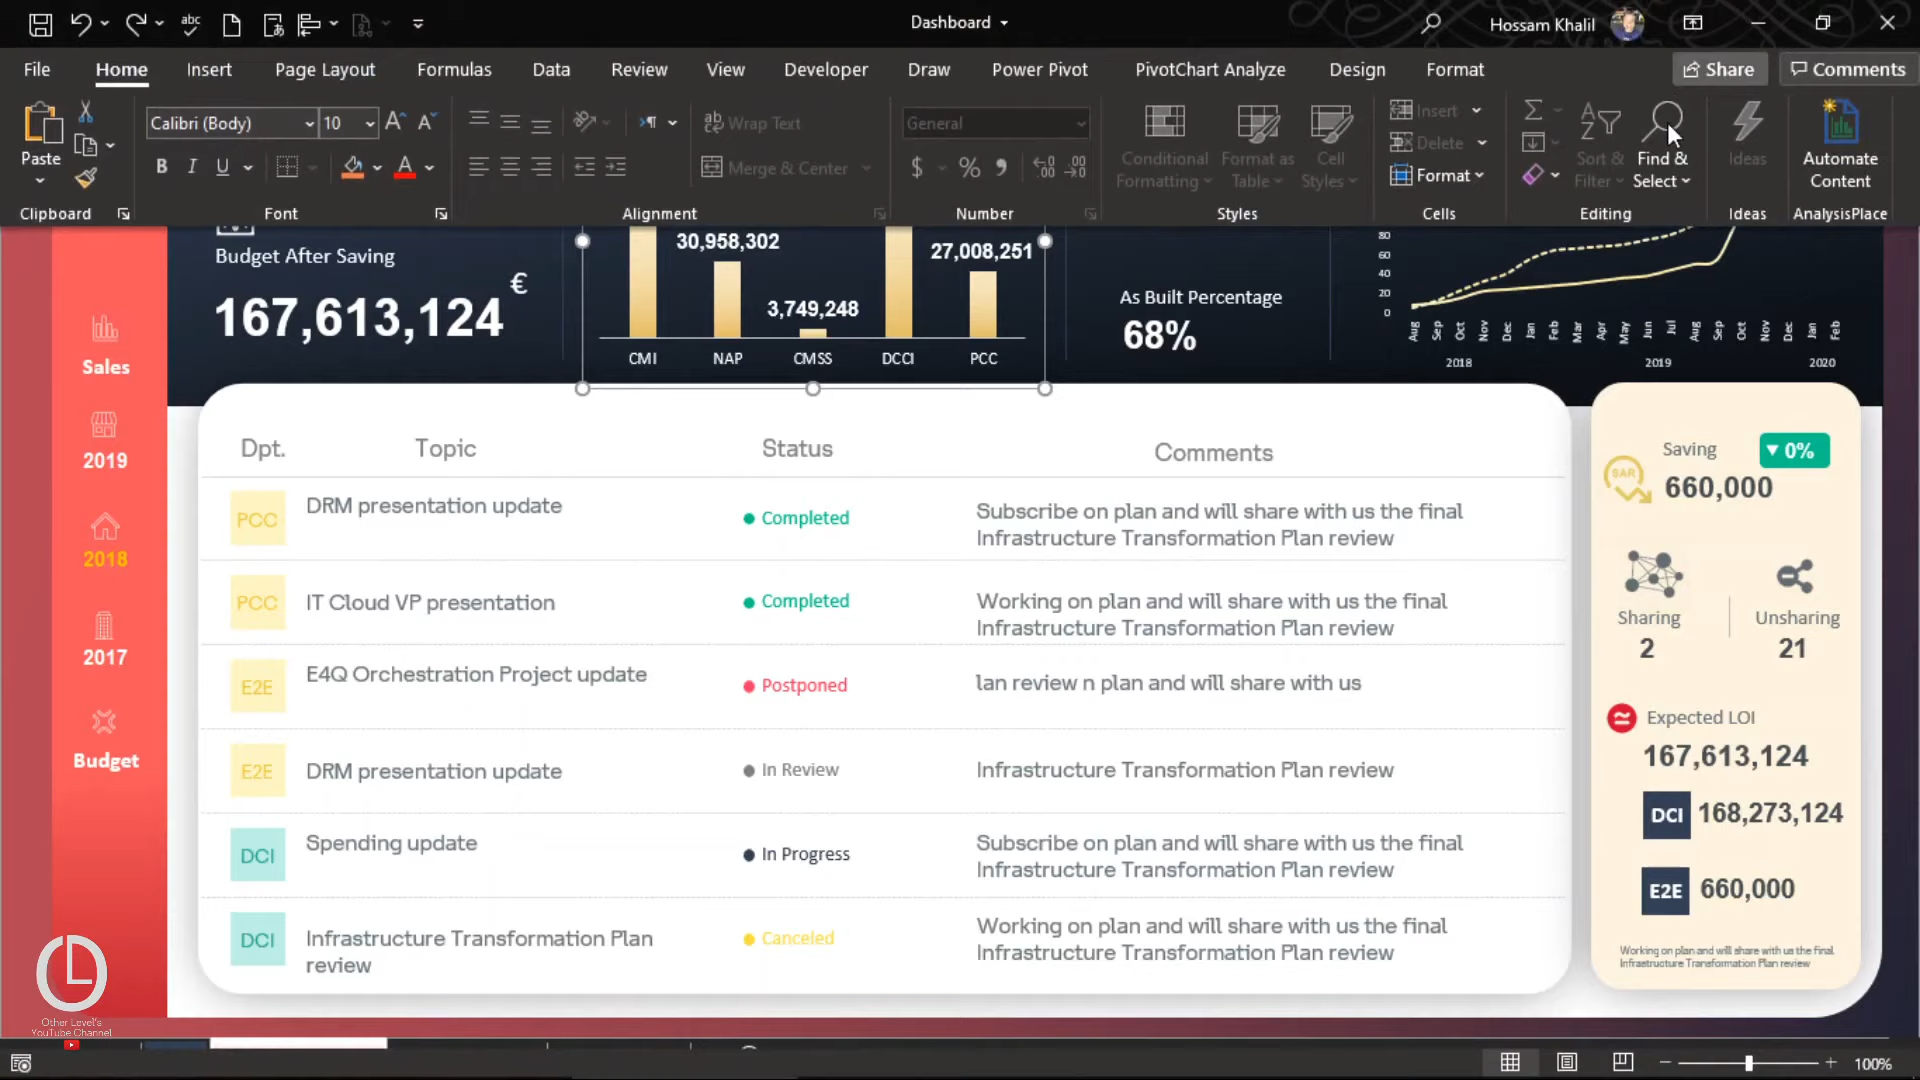 abc
Dashboard
Hossam Khalil
File
Home
Insert
Page Layout
Formulas
Data
Review
View
Developer
Draw
Power Pivot
PivotChart Analyze
Design
Format
Share
Comments
Paste
Clipboard
Calibri (Body)
10
A A
B I U
A
Font
ab Wrap Text
Merge & Center
Alignment
General
$ % 9
Number
Conditional
Formatting
Format as
Table
Cell
Styles
Styles
Insert
Delete
Format
Cells
Sort &
Filter
Find &
Select
Editing
Ideas
Ideas
Automate
Content
AnalysisPlace
Sales
2019
2018
2017
Budget
Budget After Saving
167,613,124 €
30,958,302
3,749,248
27,008,251
CMI NAP CMSS DCCI PCC
As Built Percentage
68%
80
60
40
20
0
Aug Sep Oct Nov Dec Jan Feb Mar Apr May Jun Jul Aug Sep Oct Nov Dec Jan Feb
2018 2019 2020
Dpt. Topic Status Comments
PCC DRM presentation update Completed
Subscribe on plan and will share with us the final
Infrastructure Transformation Plan review
PCC IT Cloud VP presentation Completed
Working on plan and will share with us the final
Infrastructure Transformation Plan review
E2E E4Q Orchestration Project update Postponed lan review n plan and will share with us
E2E DRM presentation update In Review Infrastructure Transformation Plan review
DCI Spending update In Progress
Subscribe on plan and will share with us the final
Infrastructure Transformation Plan review
DCI Infrastructure Transformation Plan
review
Canceled
Working on plan and will share with us the final
Infrastructure Transformation Plan review
Saving
0%
SAR
660,000
Sharing
2
Unsharing
21
Expected LOI
167,613,124
DCI 168,273,124
E2E 660,000
Working on plan and will share with us the final
Infrastructure Transformation Plan review
Other Level's
YouTube Channel
100%